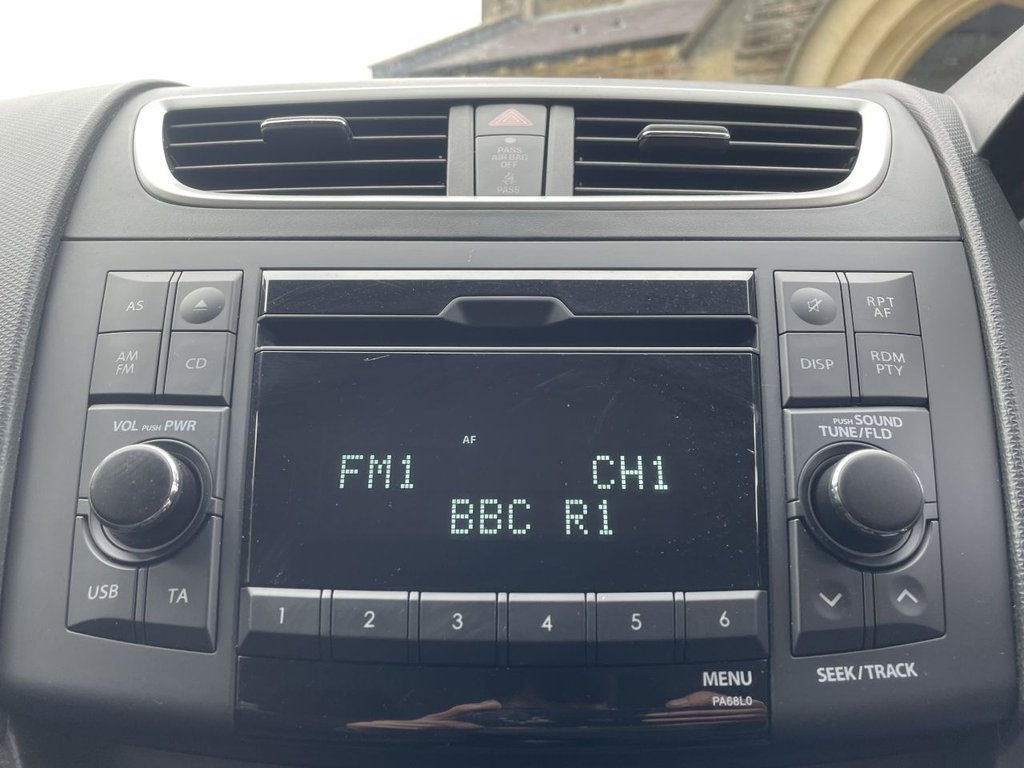 PASS
AIR BAG
OFF
PASS
AS
AM
FM
CD
RPT
AF
DISP
RDM
PTY
VOL PUSH PWR
PUSH SOUND
TUNE/FLD
AF
FM1 CH1
BBC R1
USB
TA
1 2 3 4 5 6
MENU
PA68L0
SEEK/TRACK